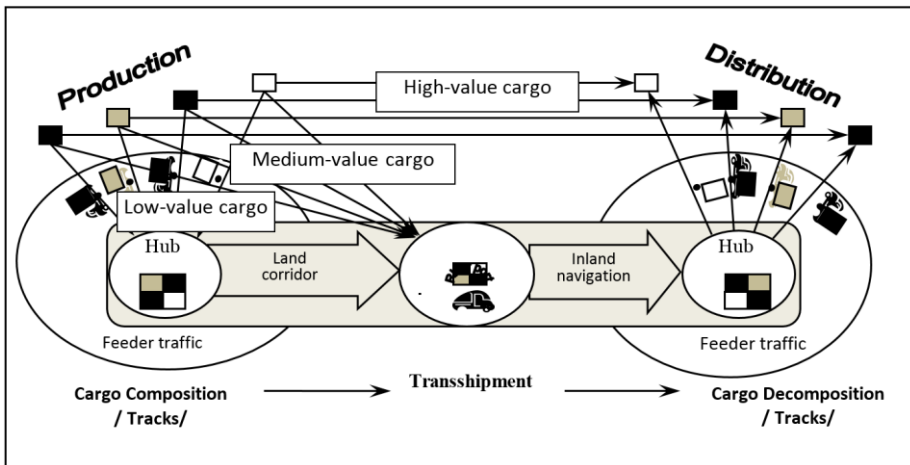 Production
Distribution
High-value cargo
Medium-value cargo
Low-value cargo
Hub
Land
corridor
Inland
navigation
Hub
Feeder traffic
Feeder traffic
Cargo Composition
/ Tracks/
Transshipment
Cargo Decomposition
/ Tracks/